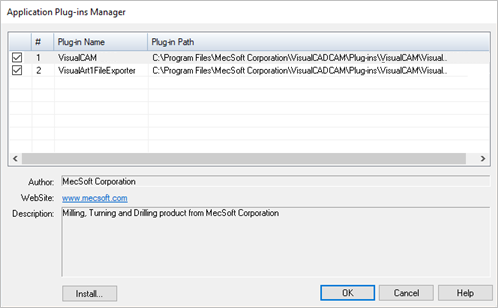 Application Plug-ins Manager
# Plug-in Name Plug-in Path
1 VisualCAM C:\Program Files\MecSoft Corporation\VisualCADCAM\Plug-ins\VisualCAM\Visual..
2 VisualArt1FileExporter C:\Program Files\MecSoft Corporation\VisualCADCAM\Plug-ins\VisualCAM\Visual..
Author: MecSoft Corporation
WebSite: www.mecsoft.com
Description: Milling, Turning and Drilling product from MecSoft Corporation
Install... OK Cancel Help